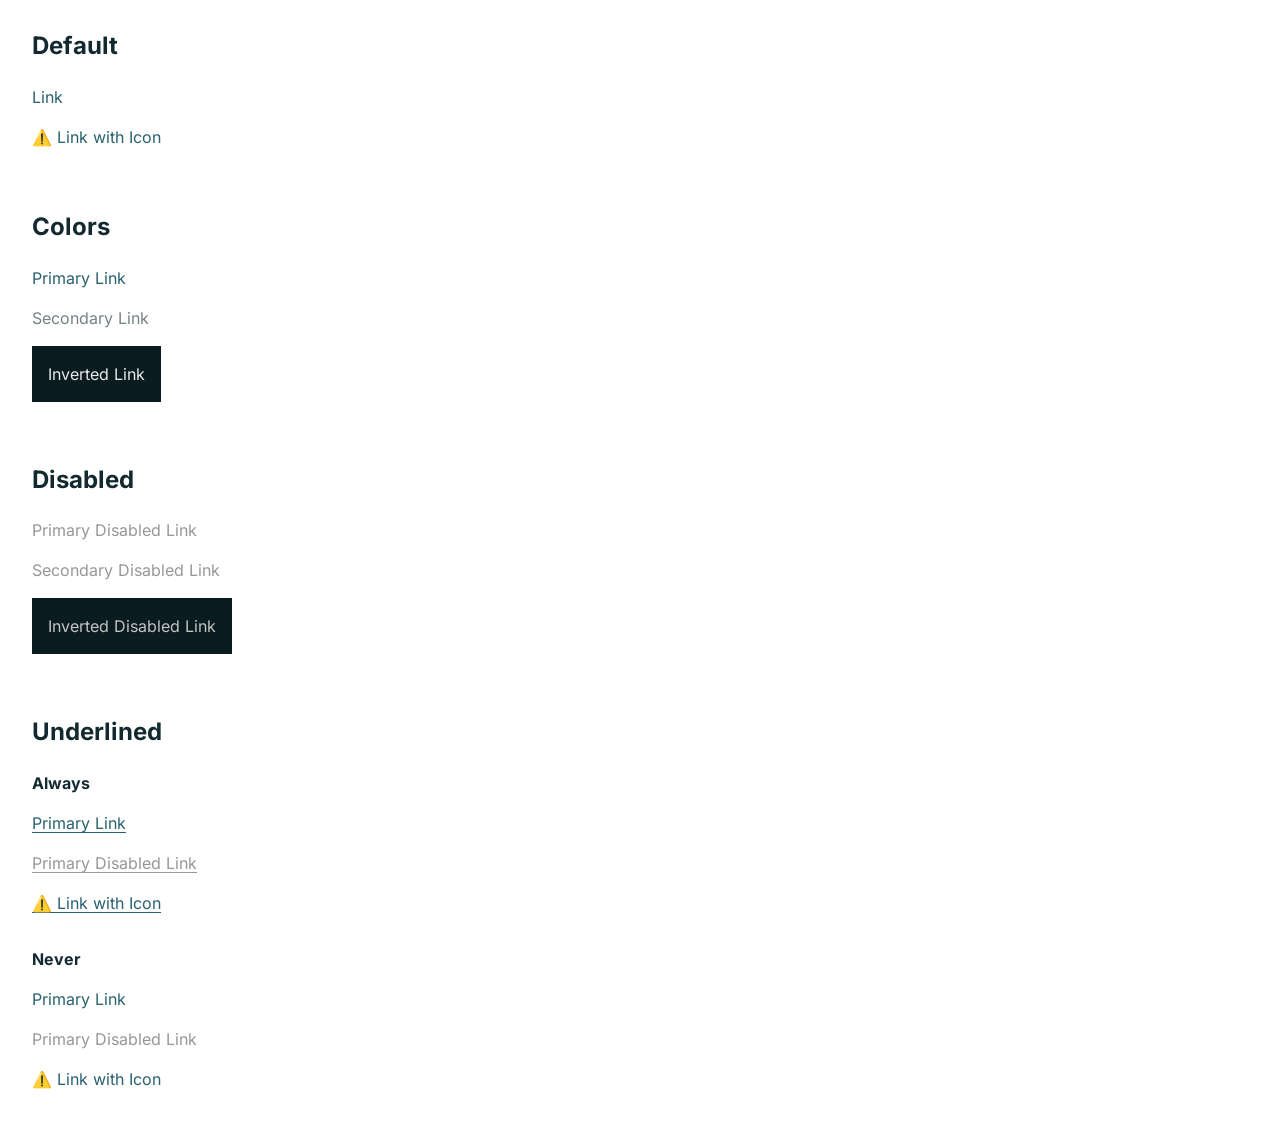 Default
Link
⚠️ Link with Icon
Colors
Primary Link
Secondary Link
Inverted Link
Disabled
Primary Disabled Link
Secondary Disabled Link
Inverted Disabled Link
Underlined
Always
Primary Link
Primary Disabled Link
⚠️ Link with Icon
Never
Primary Link
Primary Disabled Link
⚠️ Link with Icon